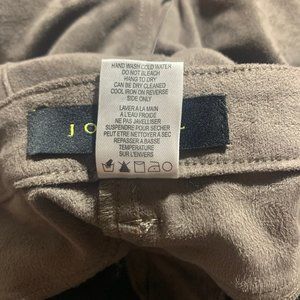 HAND WASH COLD WATER
DO NOT BLEACH
HANG TO DRY
CAN BE DRY CLEANED
COOL IRON ON REVERSE
SIDE ONLY
LAVER A LA MAIN
A L'EAU FROIDE
NE PAS JAVELLISER
SUSPENDRE POUR SÉCHER
PEUT ETRE NETTOYER A SEC
REPASSER A BASSE
TEMPERATURE
SUR L'ENVERS